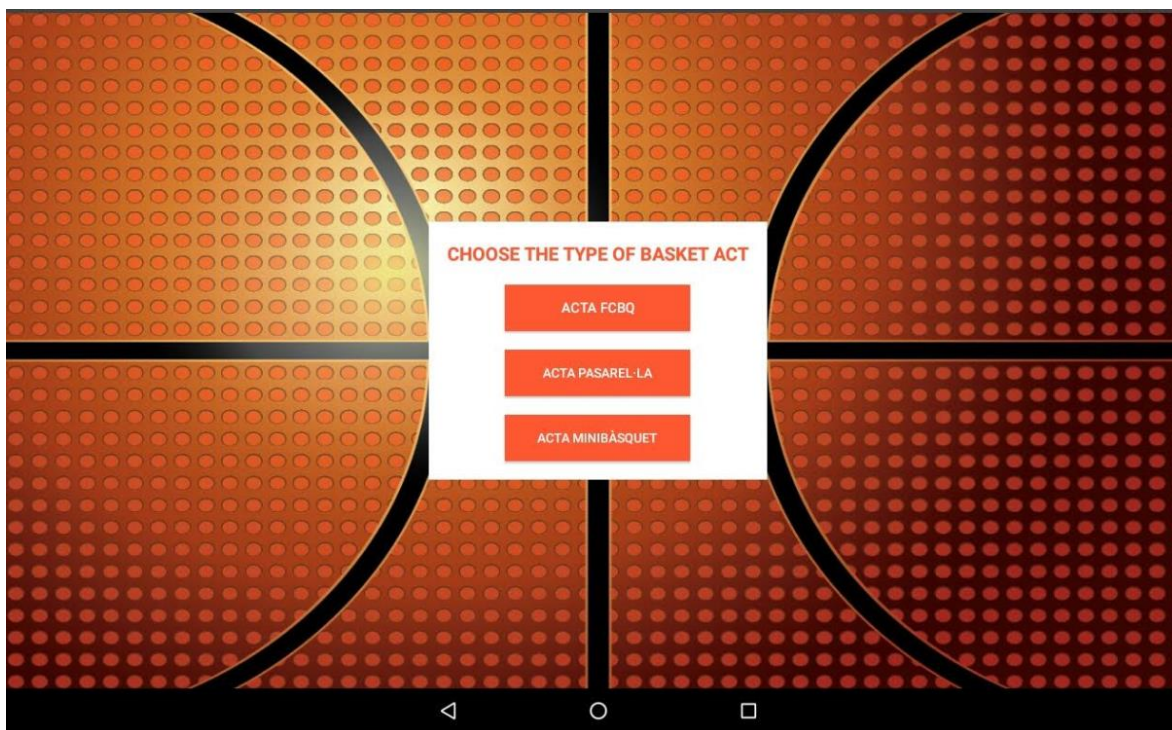 CHOOSE THE TYPE OF BASKET ACT
ACTA FCBQ
ACTA PASAREL·LA
ACTA MINIBÀSQUET